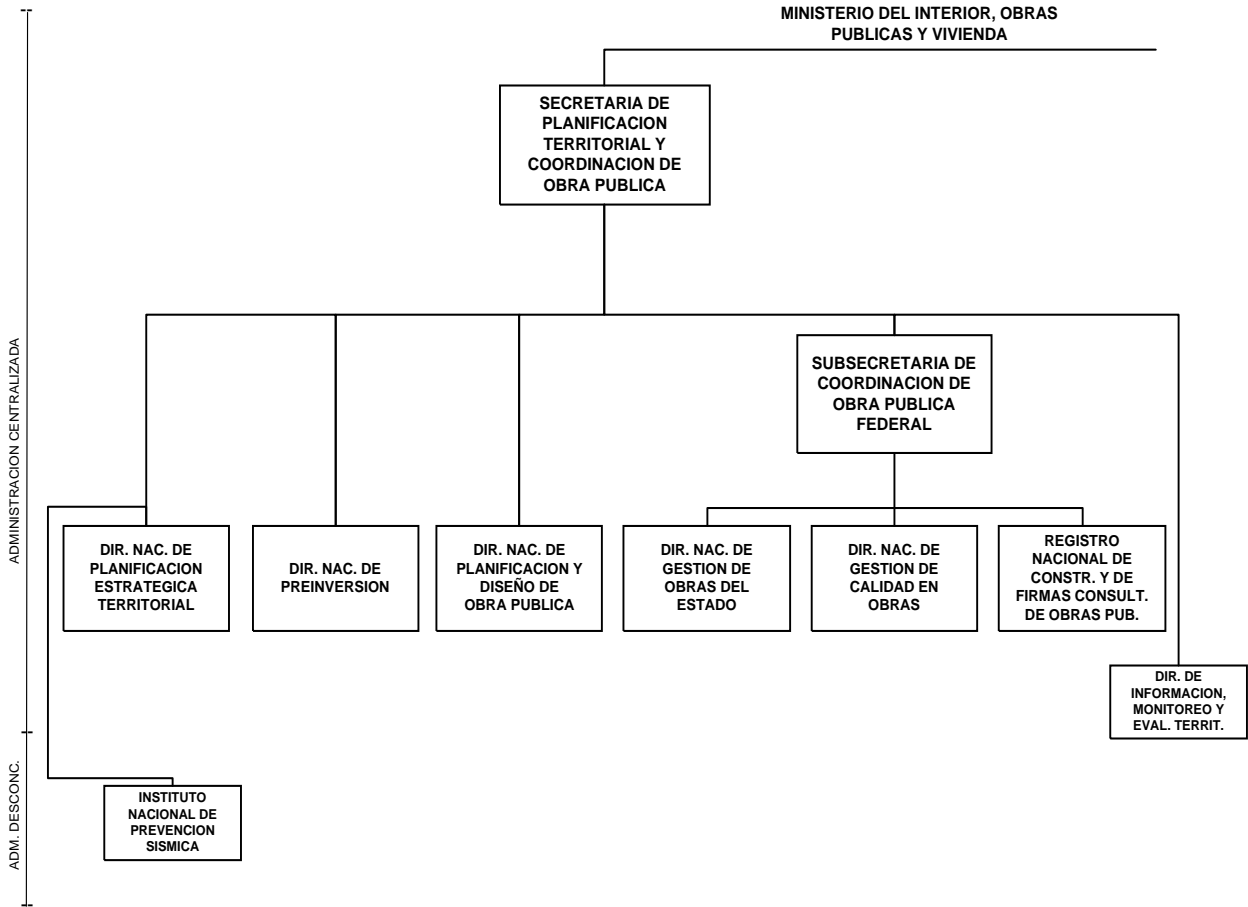 MINISTERIO DEL INTERIOR, OBRAS
PUBLICAS Y VIVIENDA
SECRETARIA DE
PLANIFICACION
TERRITORIAL Y
COORDINACION DE
OBRA PUBLICA
ADMINISTRACION CENTRALIZADA
SUBSECRETARIA DE
COORDINACION DE
OBRA PUBLICA
FEDERAL
DIR. NAC. DE
PLANIFICACION
ESTRATEGICA
TERRITORIAL
DIR. NAC. DE
PREINVERSION
DIR. NAC. DE
PLANIFICACION Y
DISEÑO DE
OBRA PUBLICA
DIR. NAC. DE
GESTION DE
OBRAS DEL
ESTADO
DIR. NAC. DE
GESTION DE
CALIDAD EN
OBRAS
REGISTRO
NACIONAL DE
CONSTR. Y DE
FIRMAS CONSULT.
DE OBRAS PUB.
DIR. DE
INFORMACION,
MONITOREO Y
EVAL. TERRIT.
ADM. DESCONC.
INSTITUTO
NACIONAL DE
PREVENCION
SISMICA